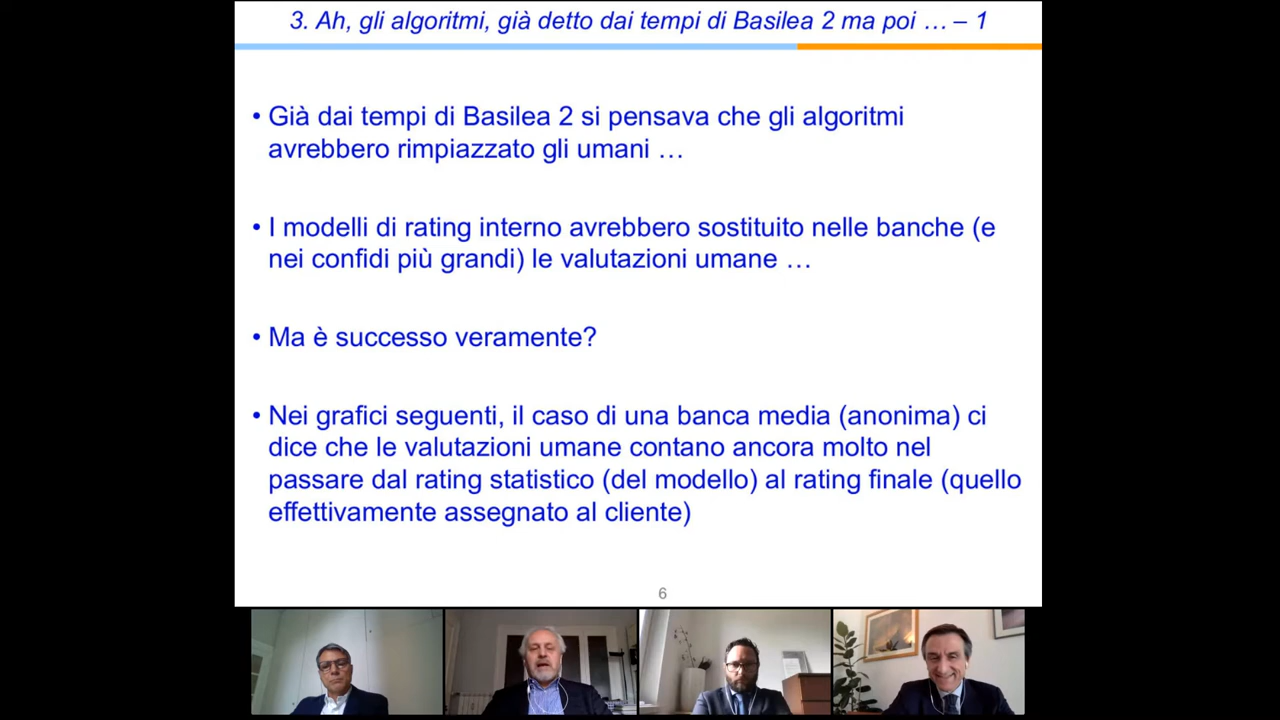 3. Ah, gli algoritmi, già detto dai tempi di Basilea 2 ma poi … – 1
• Già dai tempi di Basilea 2 si pensava che gli algoritmi
avrebbero rimpiazzato gli umani …
• I modelli di rating interno avrebbero sostituito nelle banche (e
nei confidi più grandi) le valutazioni umane …
• Ma è successo veramente?
• Nei grafici seguenti, il caso di una banca media (anonima) ci
dice che le valutazioni umane contano ancora molto nel
passare dal rating statistico (del modello) al rating finale (quello
effettivamente assegnato al cliente)
6